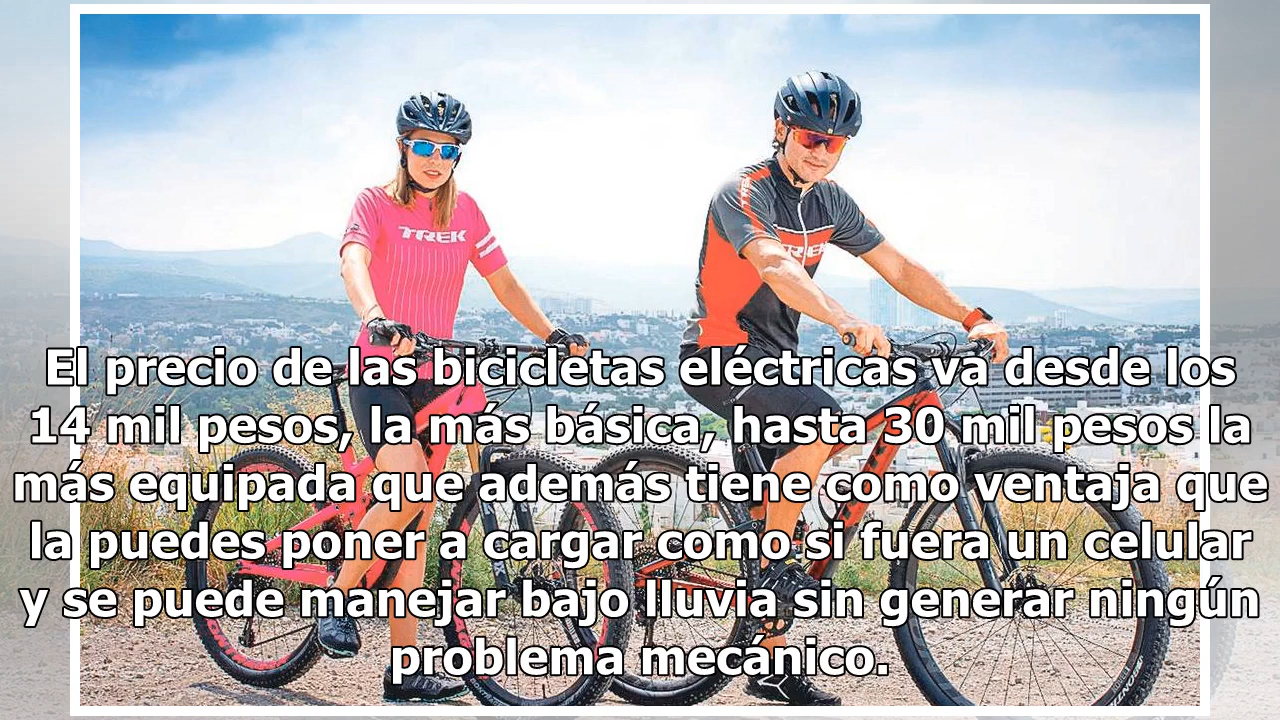 TREK
TREK
El precio de las bicicletas eléctricas va desde los
14 mil pesos, la más básica, hasta 30 mil pesos la
más equipada que además tiene como ventaja que
la puedes poner a cargar como si fuera un celular
y se puede manejar bajo lluvia sin generar ningún
problema mecánico.